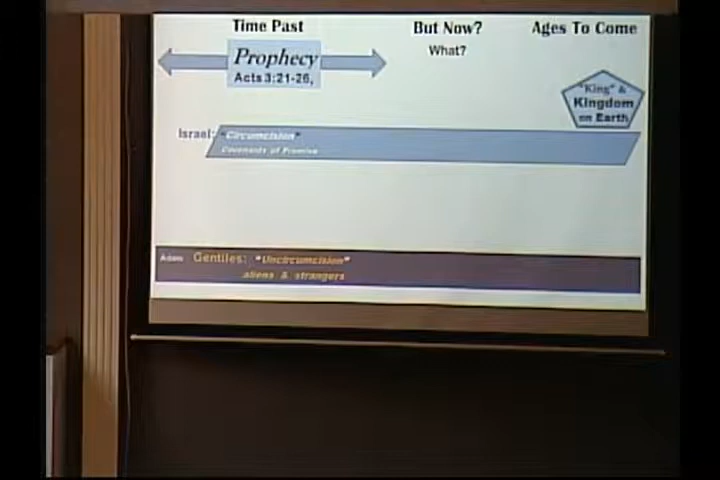 Time Past
But Now?
Ages To Come
What?
Prophecy
Acts 3:21-26,
"King" &
Kingdom
on Earth
Israel: "Circumcision"
Covenants of Promise
Adam Gentiles: "Uncircumcision"
aliens & strangers